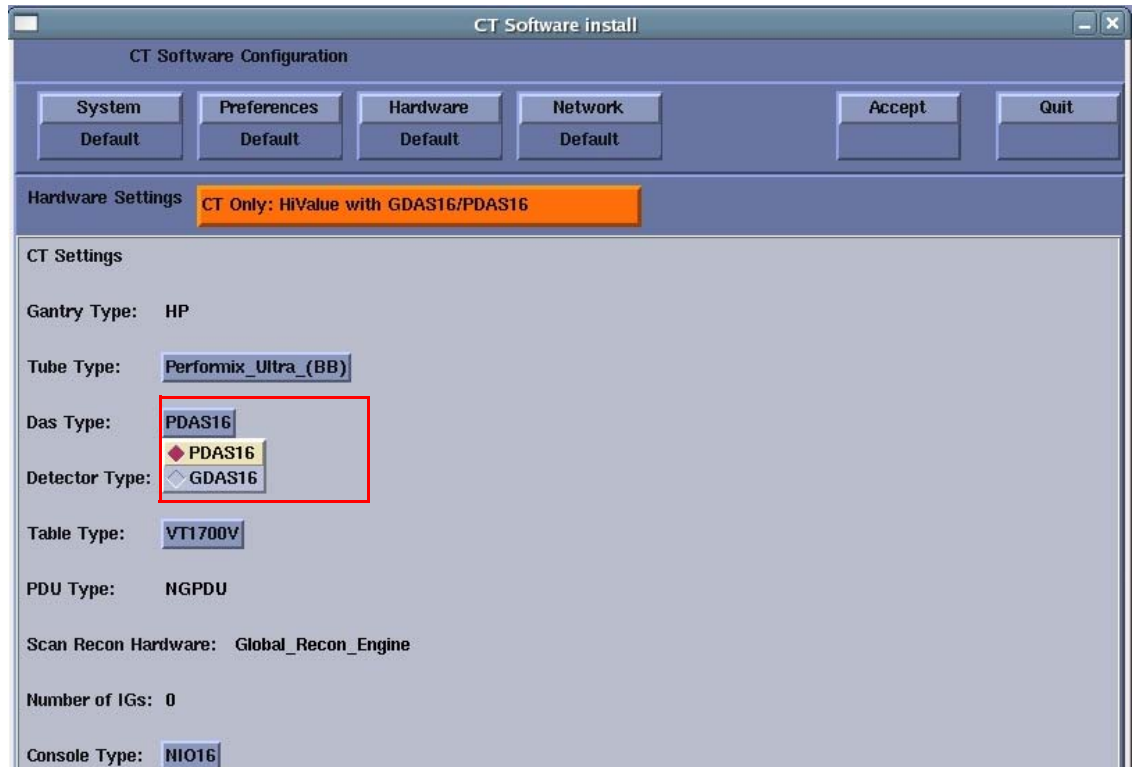 CT Software install
CT Software Configuration
System Preferences Hardware Network Accept Quit
Default Default Default Default
Hardware Settings CT Only: HiValue with GDAS16/PDAS16
CT Settings
Gantry Type: HP
Tube Type: Performix_Ultra_(BB)
Das Type: PDAS16
PDAS16
Detector Type: GDAS16
Table Type: VT1700V
PDU Type: NGPDU
Scan Recon Hardware: Global_Recon_Engine
Number of IGs: 0
Console Type: NIO16